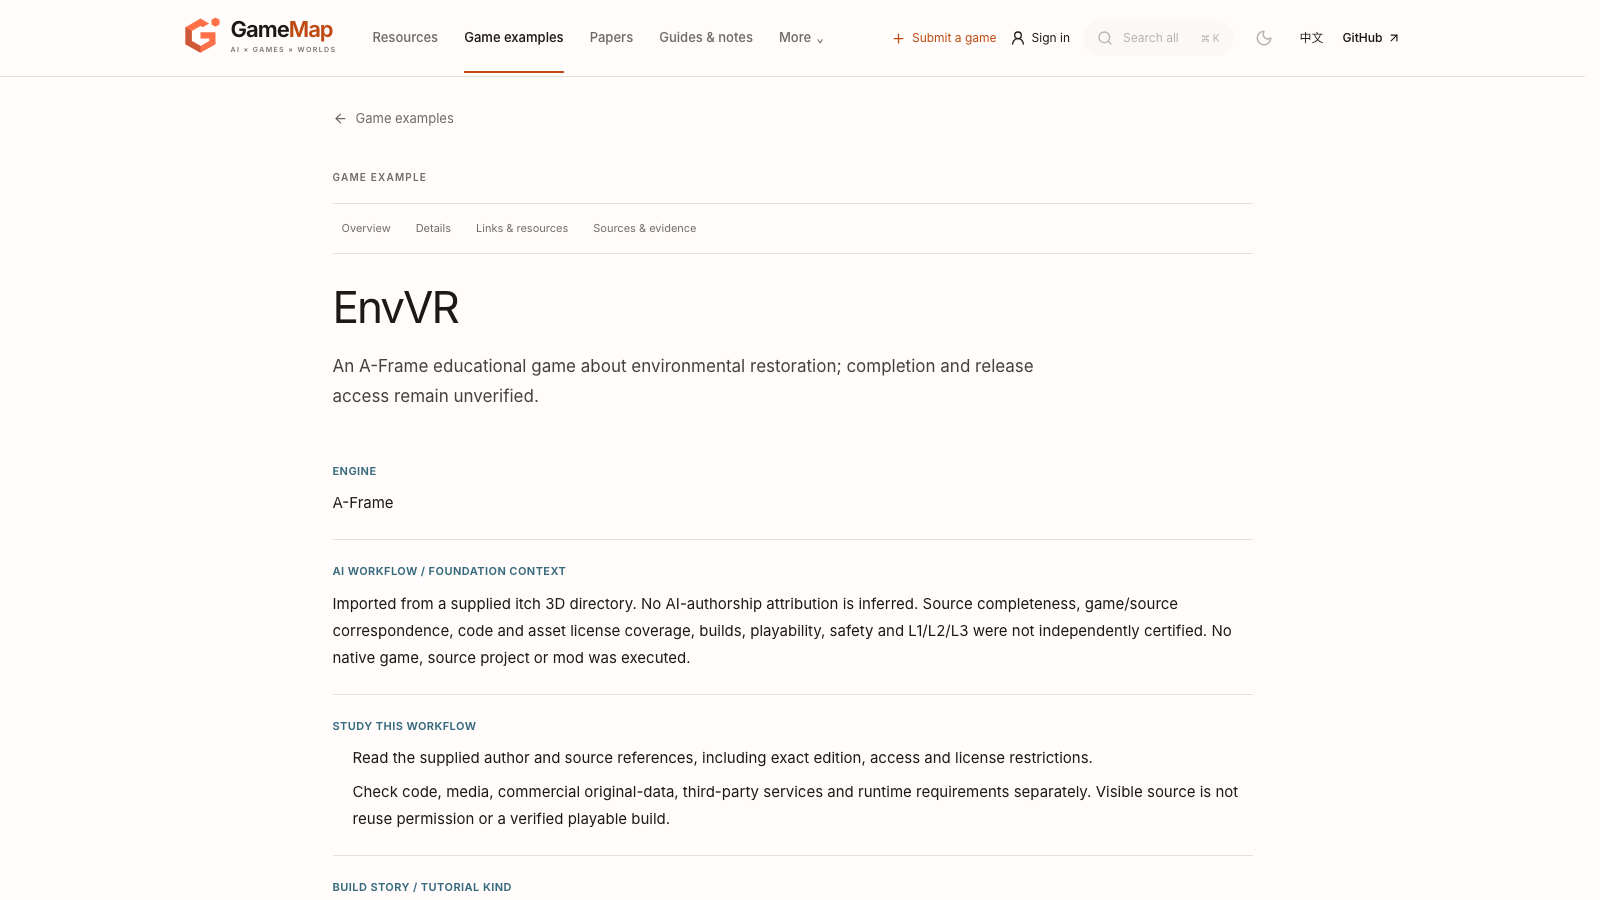 GameMap
AI × GAMES × WORLDS
Resources
Game examples
Papers
Guides & notes
More
Submit a game
Sign in
Search all
⌘ K
中文
GitHub
Game examples
GAME EXAMPLE
Overview
Details
Links & resources
Sources & evidence
EnvVR
An A-Frame educational game about environmental restoration; completion and release
access remain unverified.
ENGINE
A-Frame
AI WORKFLOW / FOUNDATION CONTEXT
Imported from a supplied itch 3D directory. No AI-authorship attribution is inferred. Source completeness, game/source
correspondence, code and asset license coverage, builds, playability, safety and L1/L2/L3 were not independently certified. No
native game, source project or mod was executed.
STUDY THIS WORKFLOW
Read the supplied author and source references, including exact edition, access and license restrictions.
Check code, media, commercial original-data, third-party services and runtime requirements separately. Visible source is not
reuse permission or a verified playable build.
BUILD STORY / TUTORIAL KIND